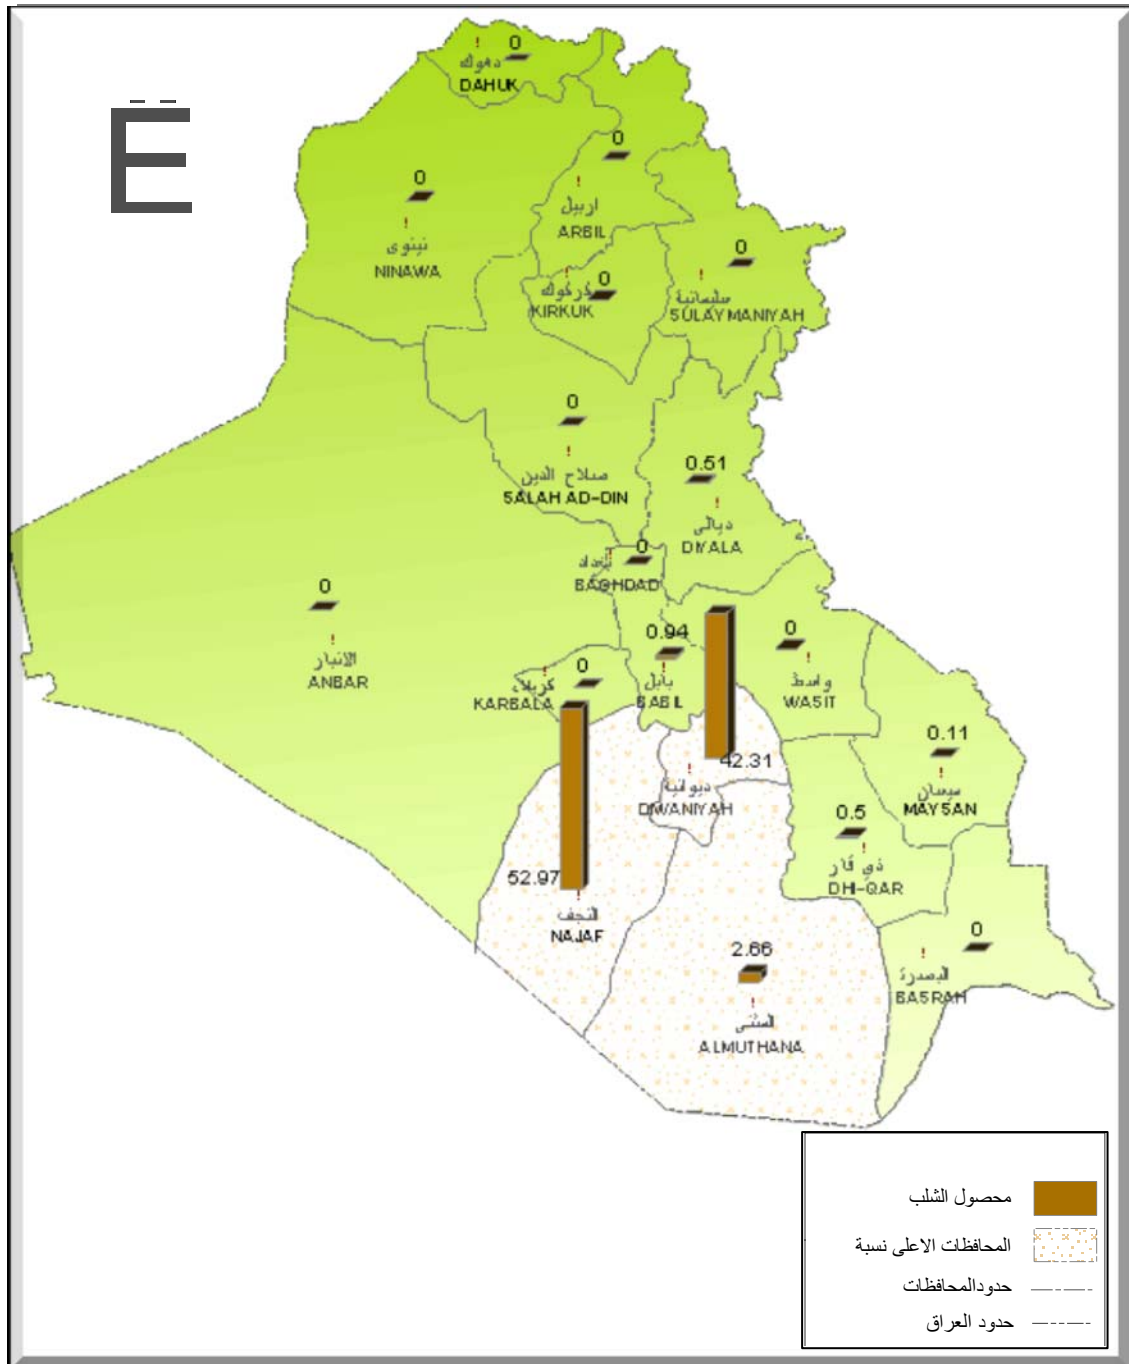 0
دهوك
DAHUK
Ë
0
0
نينوى
NINAWA
اربيل
ARBIL
0
سليمانية
SULAYMANIYAH
0
كركوك
KIRKUK
0
صلاح الدين
SALAH AD-DIN
0.51
ديالى
DIYALA
0
بغداد
BAGHDAD
0
الانبار
ANBAR
0.94
بابل
BABIL
0
واسط
WASIT
0
كربلاء
KARBALA
42.31
ديوانية
DIWANIYAH
0.11
ميسان
MAYSAN
0.5
ذي قار
DHI-QAR
52.97
النجف
NAJAF
0
البصرة
BASRAH
2.66
المثنى
ALMUTHANA
محصول الشلب
المحافظات الاعلى نسبة
حدودالمحافظات
حدود العراق